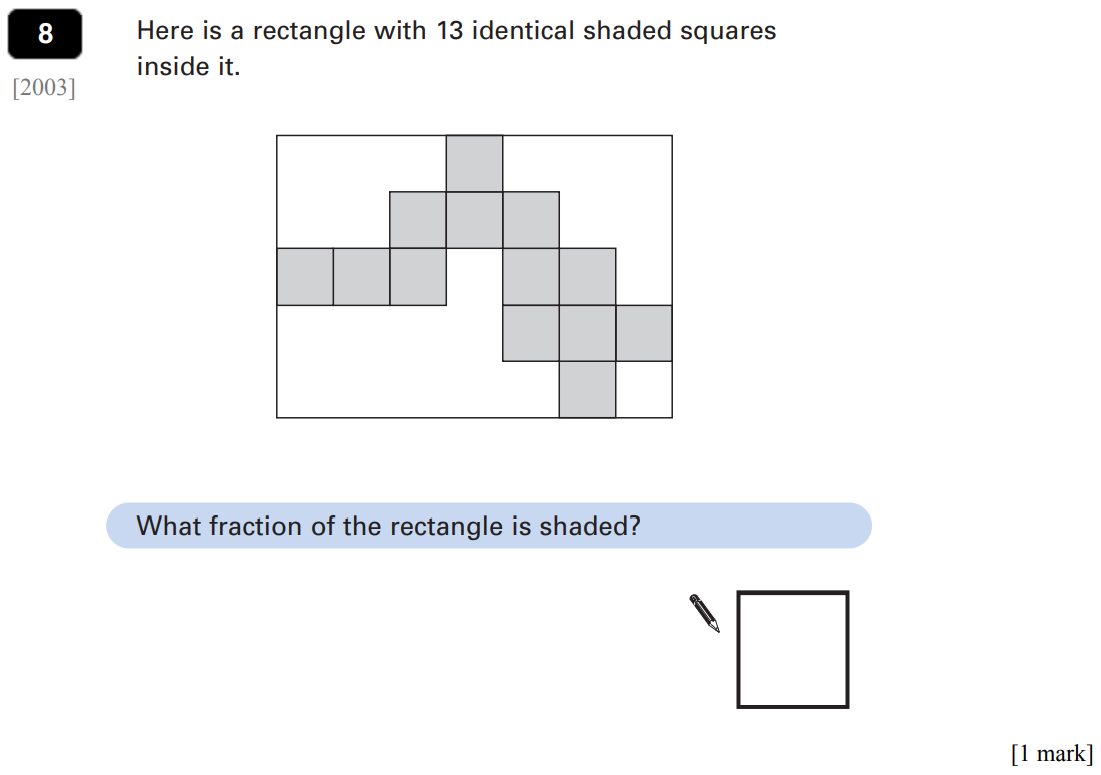 8
[2003]
Here is a rectangle with 13 identical shaded squares
inside it.
What fraction of the rectangle is shaded?
[1 mark]